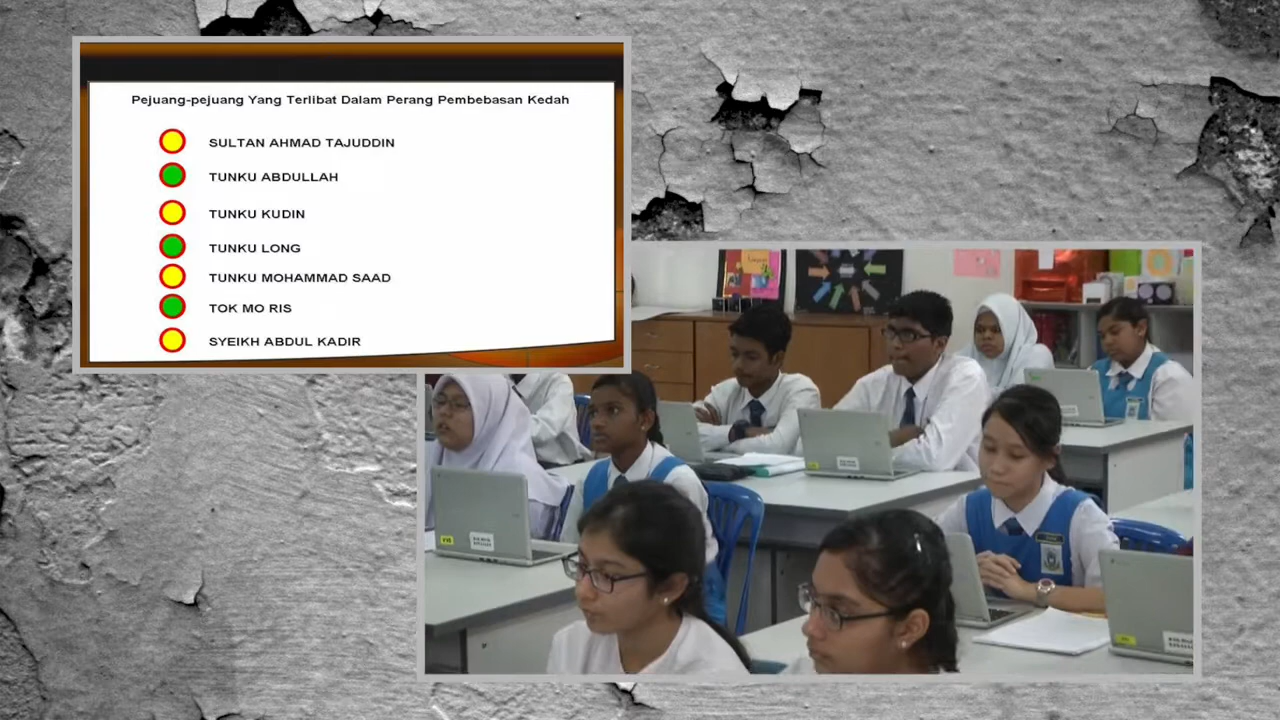 Pejuang-pejuang Yang Terlibat Dalam Perang Pembebasan Kedah
SULTAN AHMAD TAJUDDIN
TUNKU ABDULLAH
TUNKU KUDIN
TUNKU LONG
TUNKU MOHAMMAD SAAD
TOK MO RIS
SYEIKH ABDUL KADIR